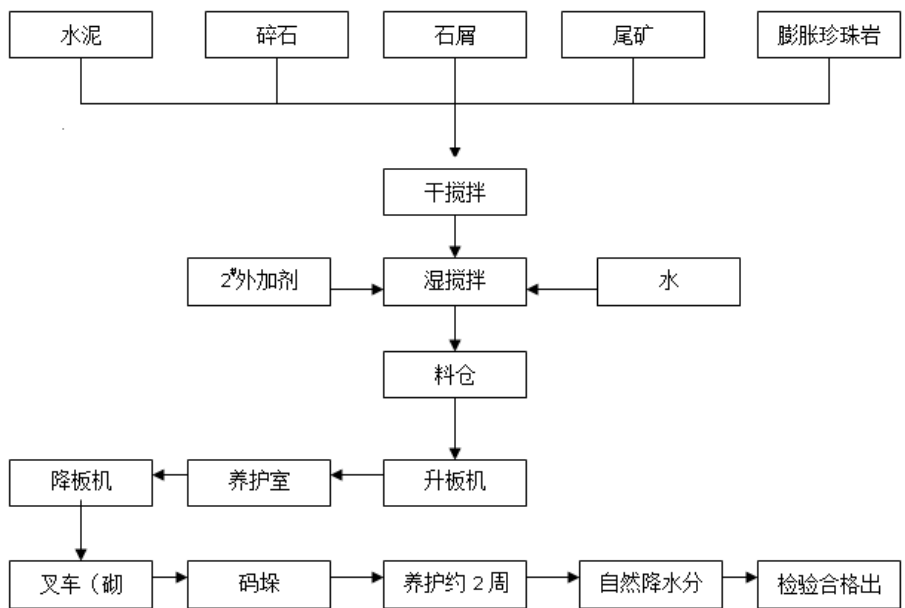 水泥
碎石
石屑
尾矿
膨胀珍珠岩
干搅拌
2#外加剂
湿搅拌
水
料仓
降板机
养护室
升板机
叉车（砌
码垛
养护约 2 周
自然降水分
检验合格出